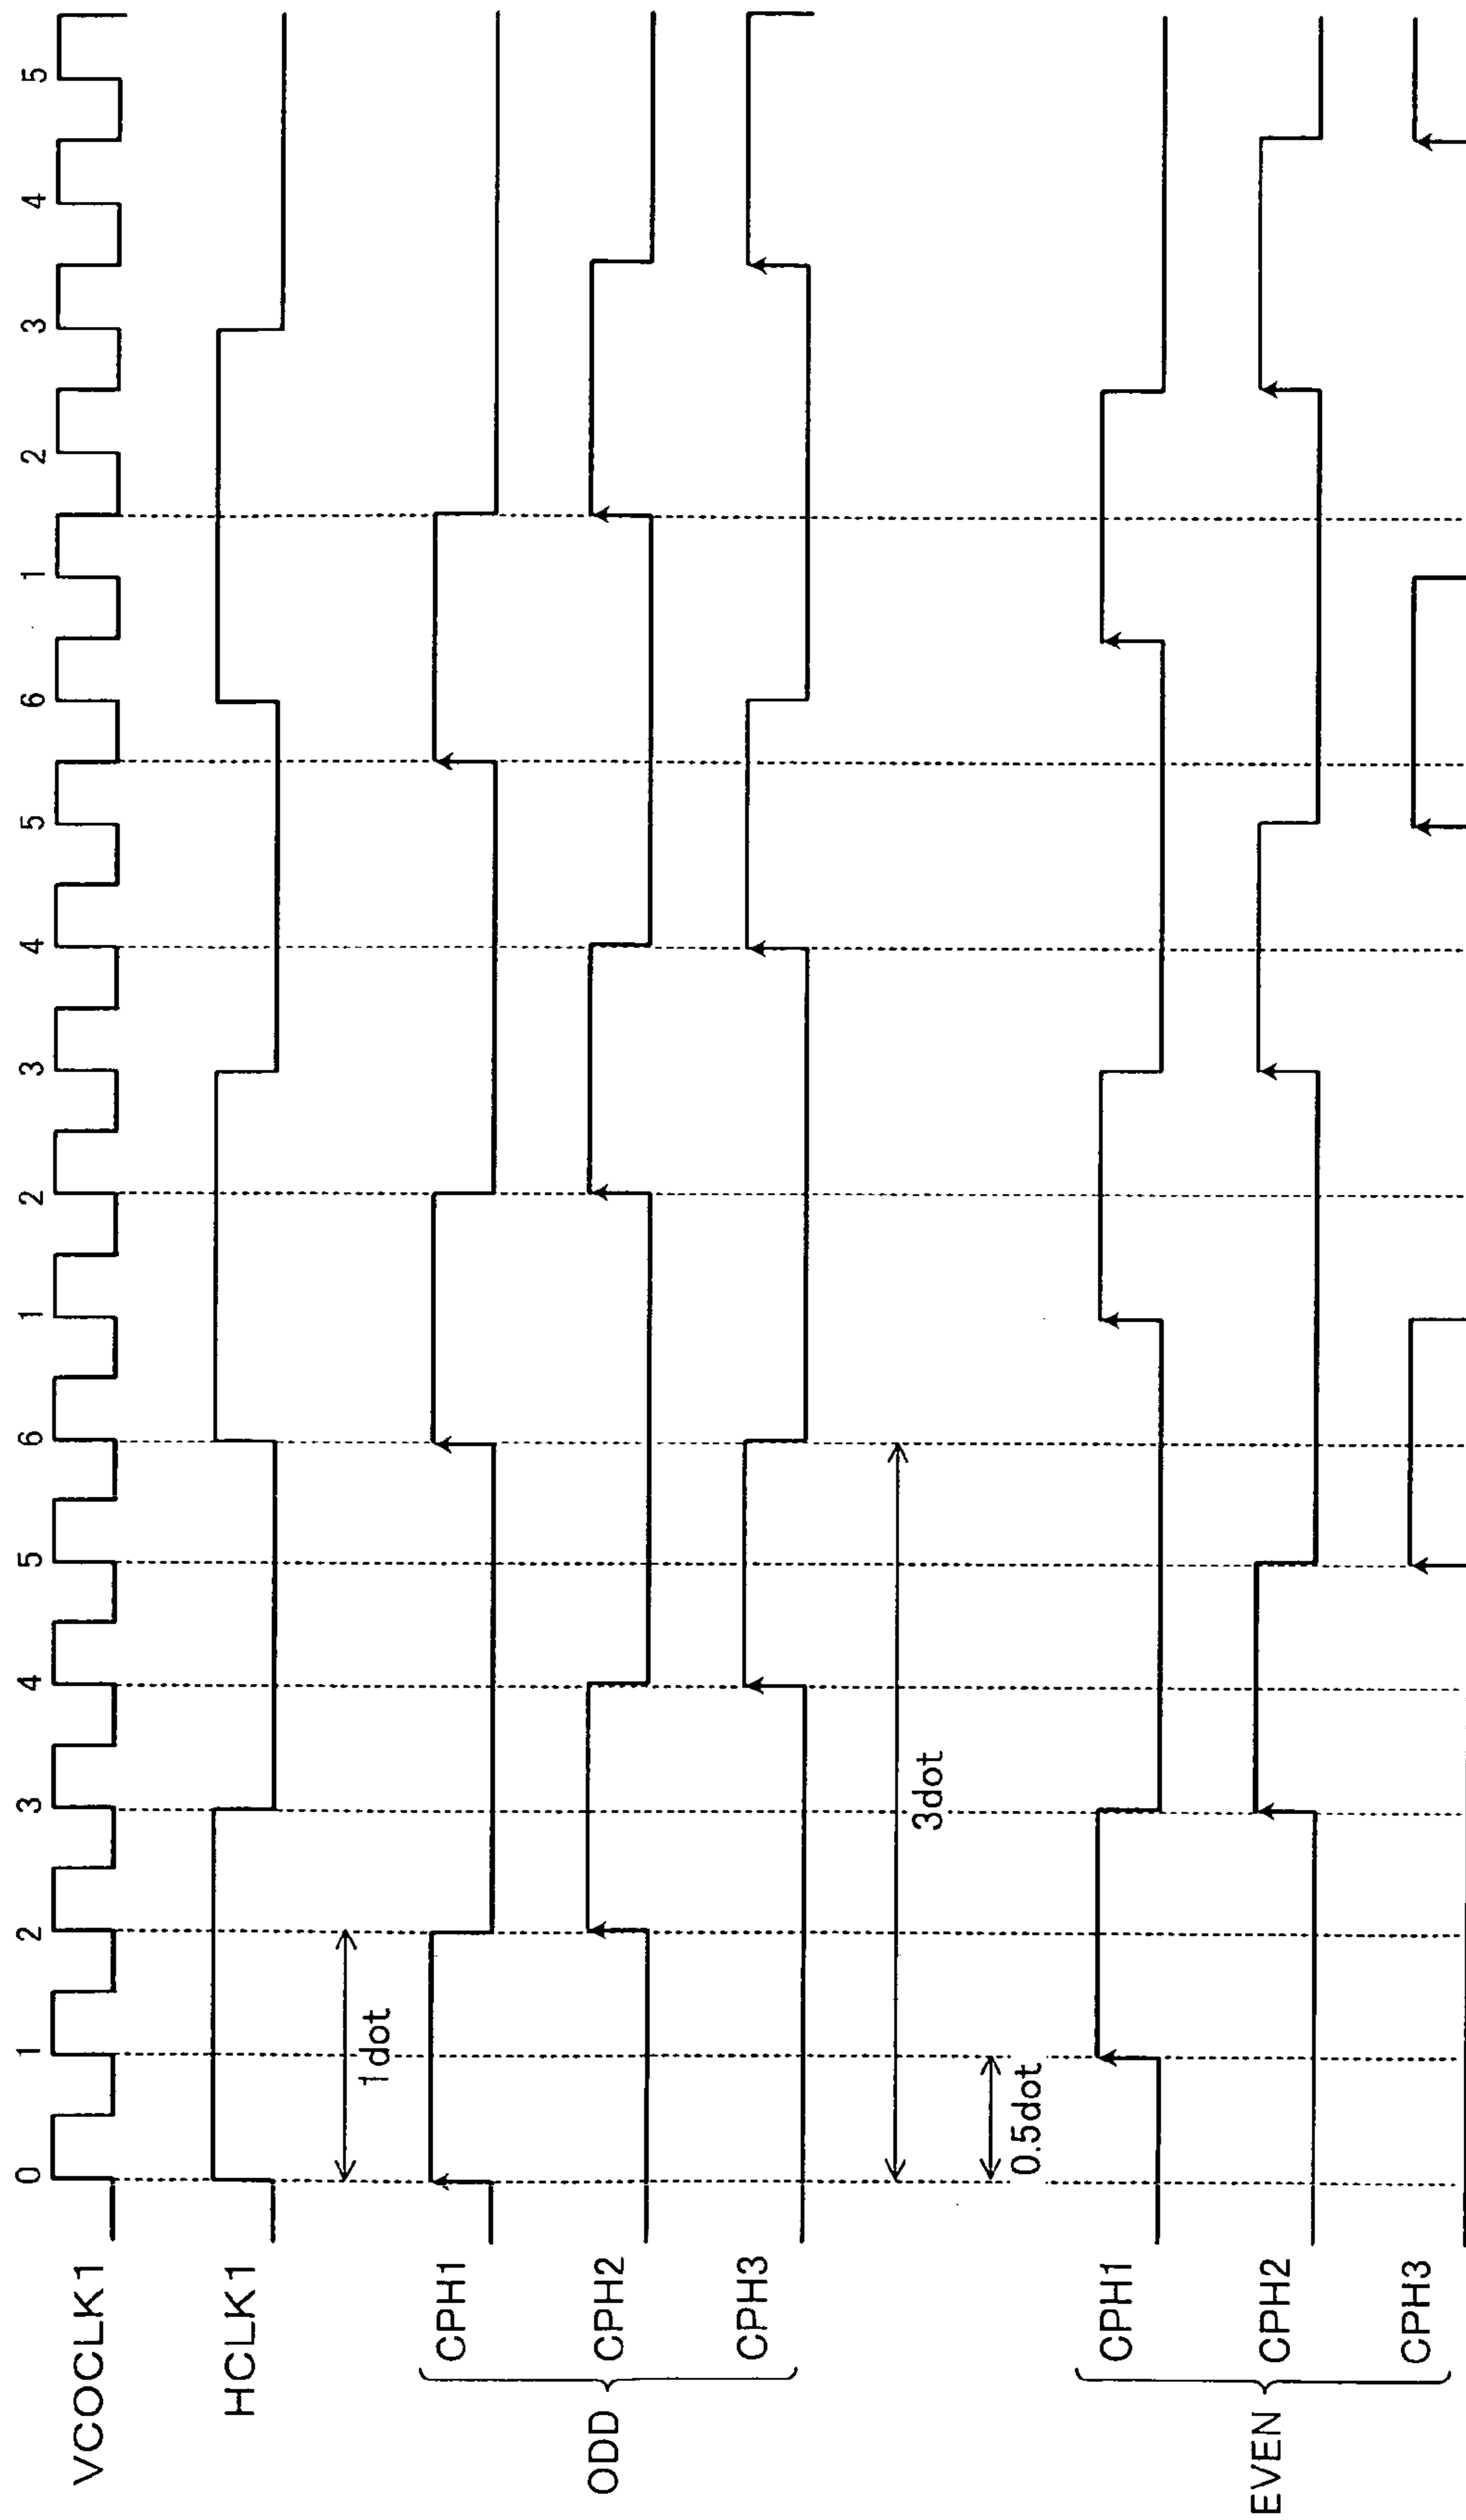 0 1 2 3 4 5 6 1 2 3 4 5 6 1 2 3 4 5
VCOCLK1
HCLK1
1dot
ODD
CPH1
CPH2
CPH3
3dot
0.5dot
EVEN
CPH1
CPH2
CPH3